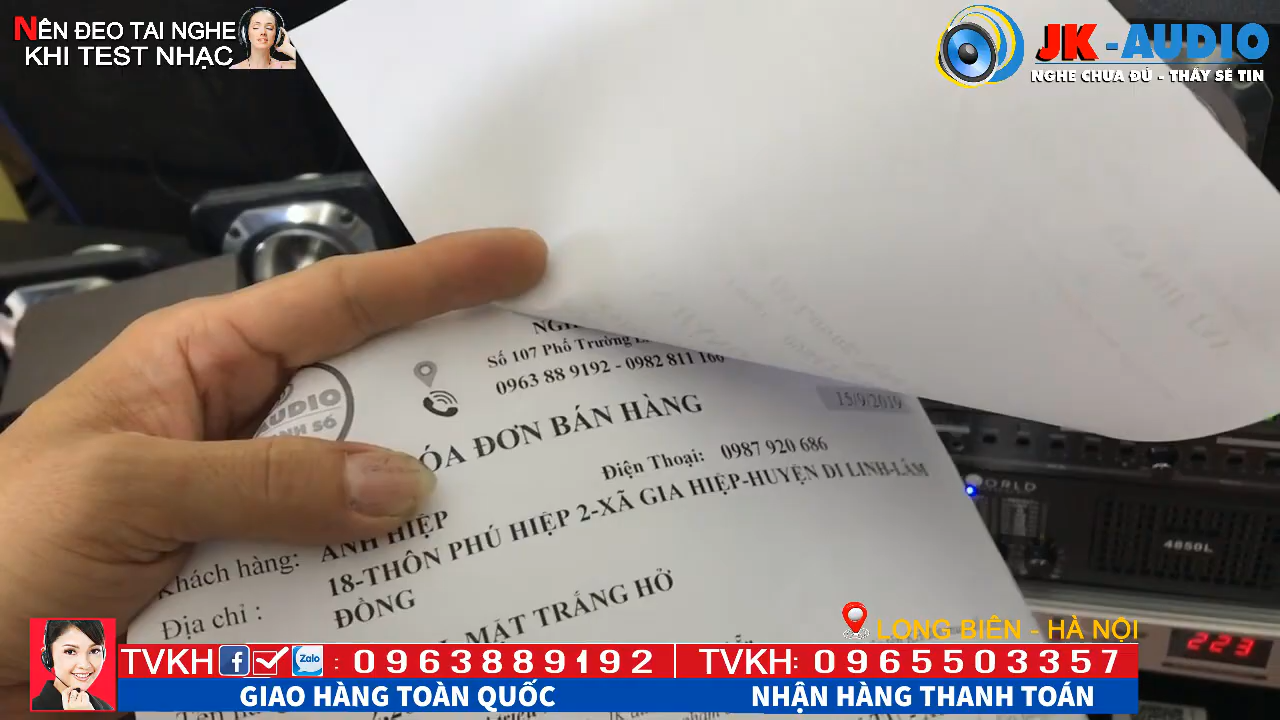 NÊN ĐEO TAI NGHE
KHI TEST NHẠC
JK-AUDIO
NGHE CHƯA ĐỦ - THẤY SẼ TIN
Số 107 Phố Trường
0963 88 9192 - 0982 811 166
AUDIO
15/9/2019
HÓA ĐƠN BÁN HÀNG
Điện Thoại: 0987 920 686
Khách hàng: ANH HIỆP
Địa chỉ : 18-THÔN PHÚ HIỆP 2-XÃ GIA HIỆP-HUYỆN DI LINH-LÂM
ĐỒNG
MẶT TRẮNG HỞ
WORLD
4850L
223
LONG BIÊN - HÀ NỘI
TVKH f Zalo : 0963889192 | TVKH: 0965503357
GIAO HÀNG TOÀN QUỐC NHẬN HÀNG THANH TOÁN